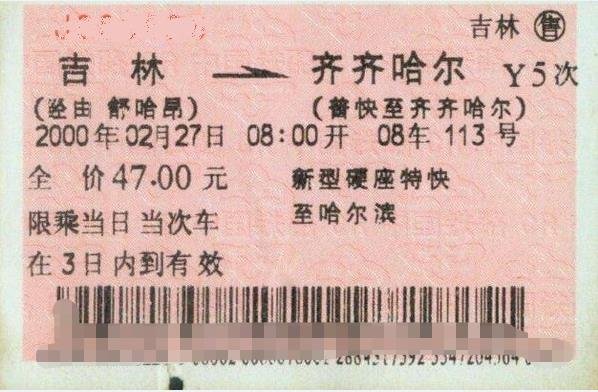 吉林 售
吉 林 → 齐齐哈尔 Y5次
(经由 舒哈昂) (普快至齐齐哈尔)
2000年02月27日 08:00开 08车 113号
全 价47.00元 新型硬座特快
限乘当日当次车 至哈尔滨
在3日内到有效